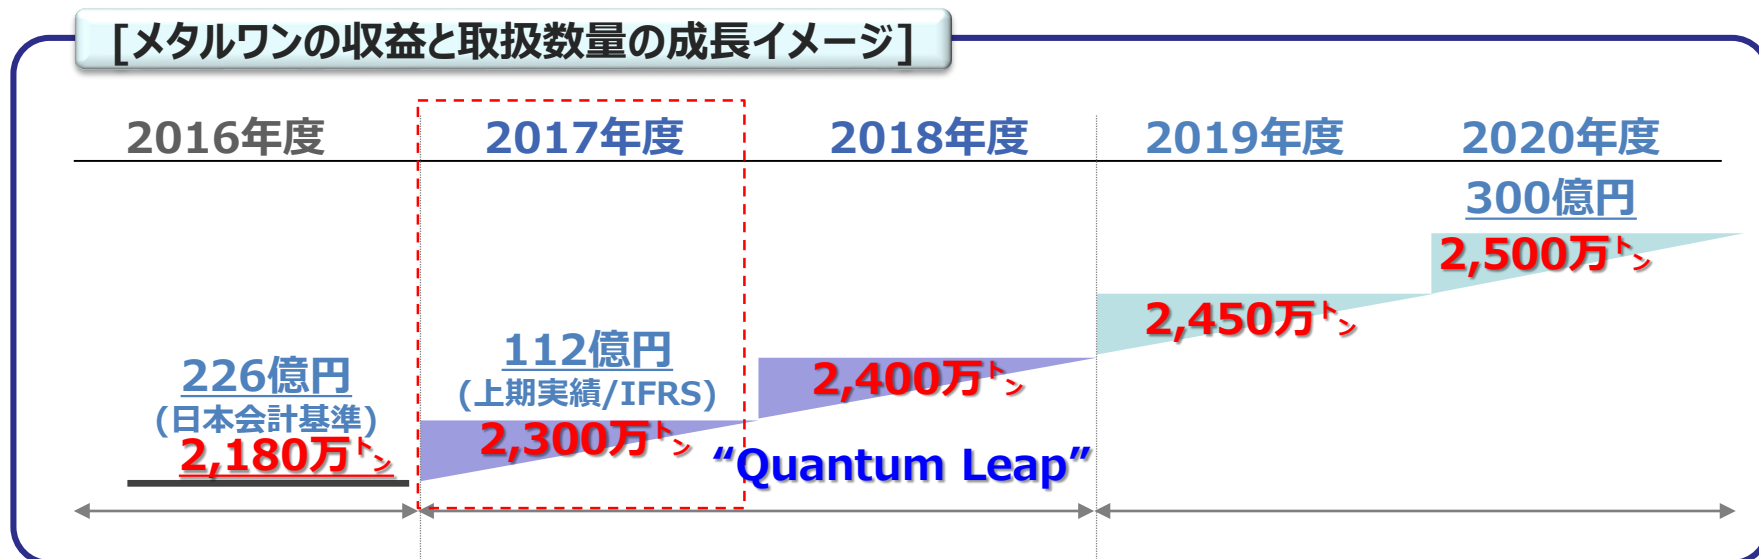 [メタルワンの収益と取扱数量の成長イメージ]
2016年度 2017年度 2018年度 2019年度 2020年度
300億円
2,500万トン
2,450万トン
112億円
(上期実績/IFRS)
226億円
(日本会計基準)
2,400万トン
2,300万トン
2,180万トン
“Quantum Leap”